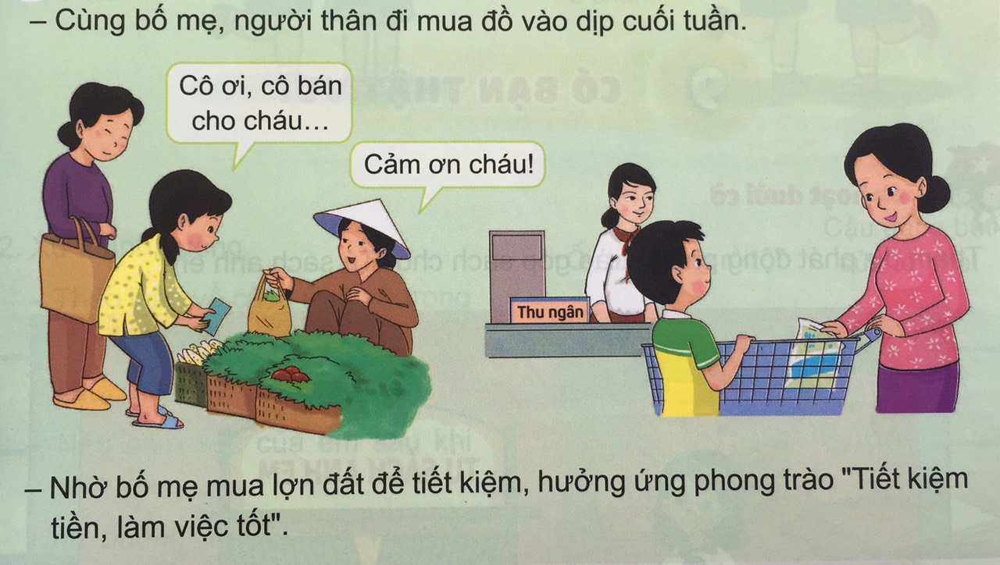 – Cùng bố mẹ, người thân đi mua đồ vào dịp cuối tuần.
Cô ơi, cô bán
cho cháu...
Cảm ơn cháu!
Thu ngân
– Nhờ bố mẹ mua lợn đất để tiết kiệm, hưởng ứng phong trào "Tiết kiệm
tiền, làm việc tốt".